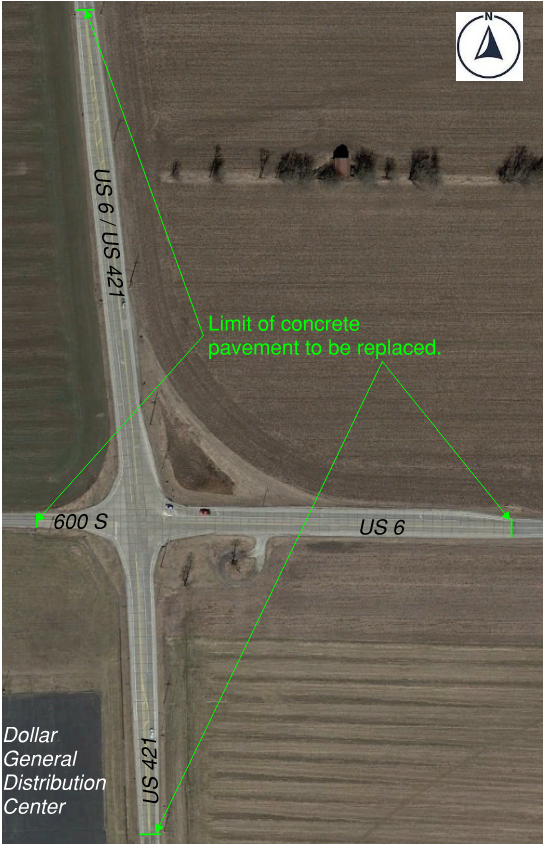 N
US 6 / US 421
Limit of concrete
pavement to be replaced.
600 S
US 6
Dollar
General
Distribution
Center
US 421